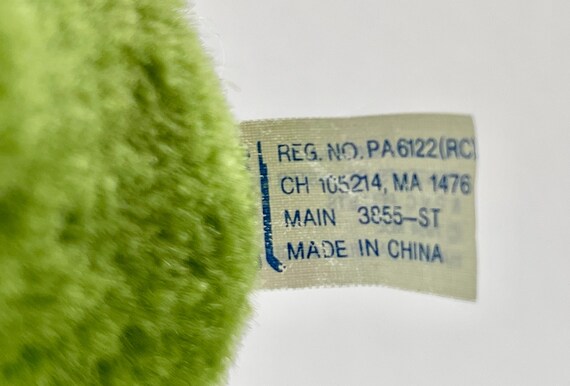 REG. NO. PA6122(RC)
CH 105214, MA 1476
MAIN 3855-ST
MADE IN CHINA